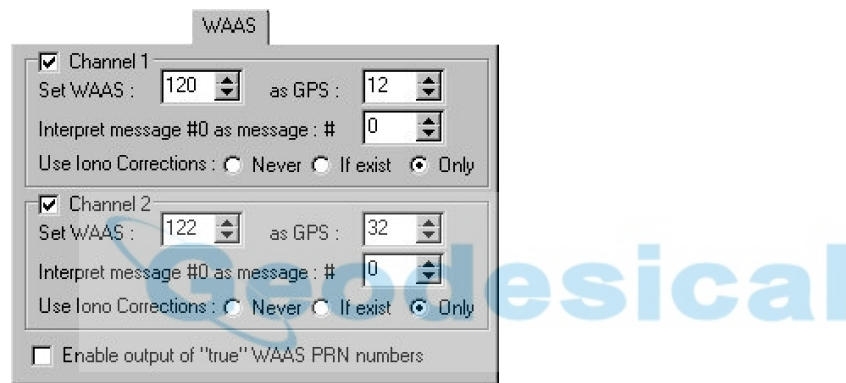 WAAS
Channel 1
Set WAAS : 120 as GPS : 12
Interpret message #0 as message : # 0
Use Iono Corrections : Never If exist Only
Channel 2
Set WAAS : 122 as GPS : 32
Interpret message #0 as message : # 0
Use Iono Corrections : Never If exist Only
Enable output of "true" WAAS PRN numbers
Geodesical